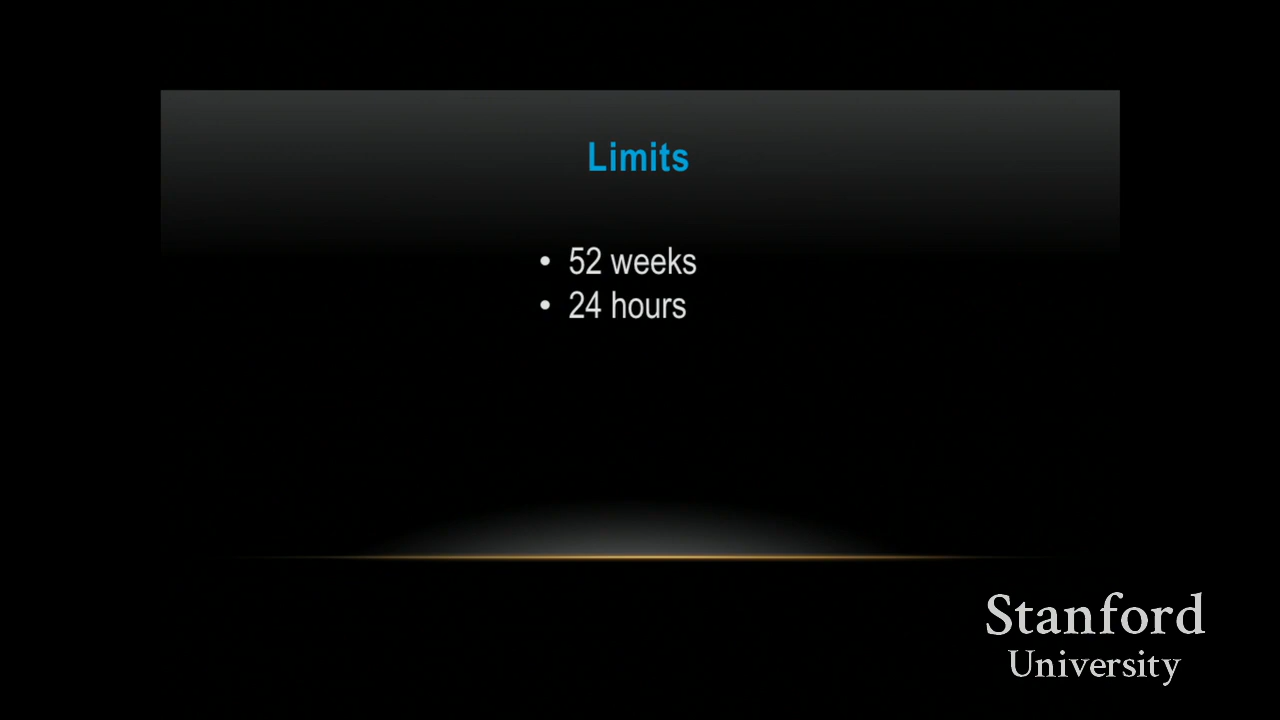 Limits
• 52 weeks
• 24 hours
Stanford
University